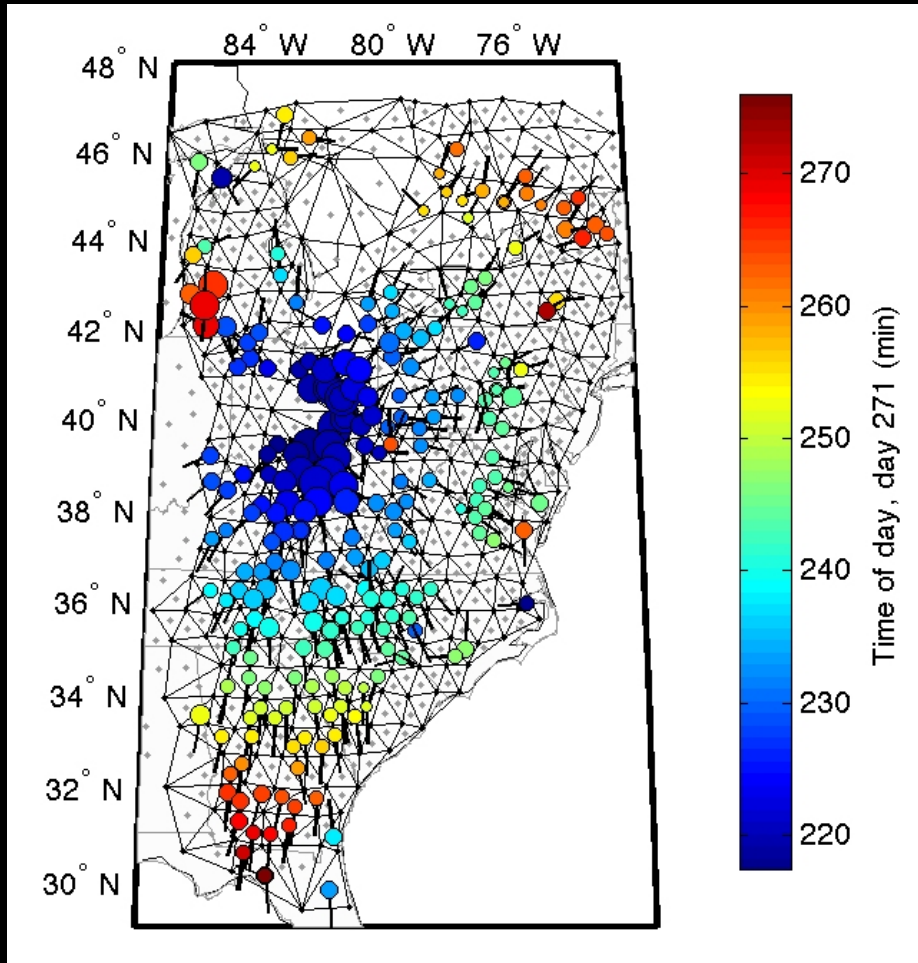 84° W 80° W 76° W
48° N
46° N
44° N
42° N
40° N
38° N
36° N
34° N
32° N
30° N
270
260
250
240
230
220
Time of day, day 271 (min)